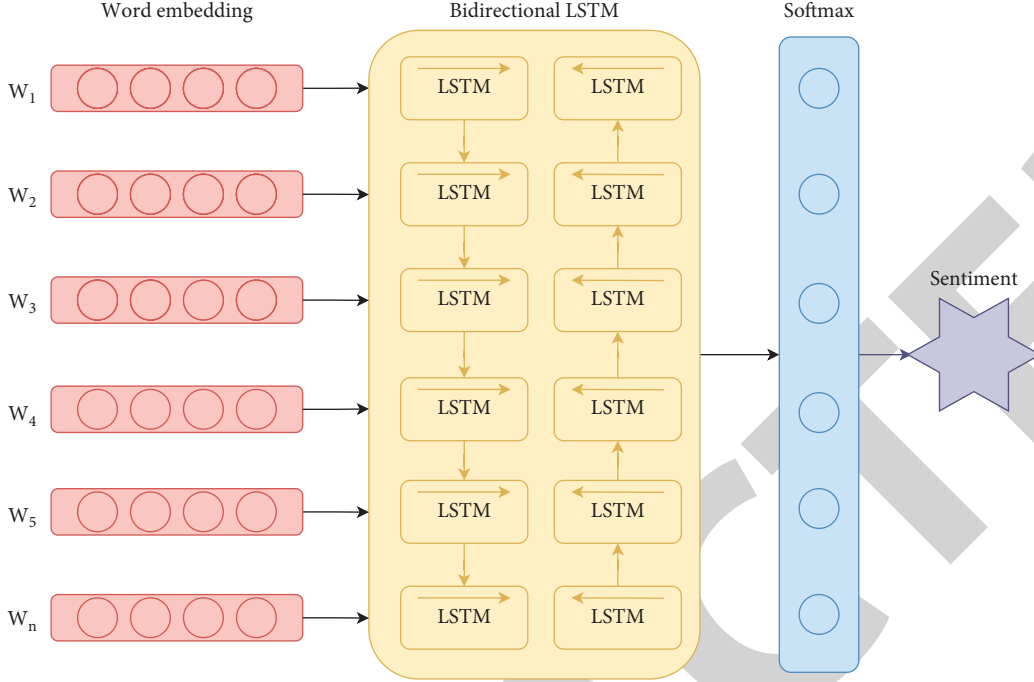 Word embedding Bidirectional LSTM Softmax
W1 LSTM LSTM
W2 LSTM LSTM
W3 LSTM LSTM
Sentiment
W4 LSTM LSTM
W5 LSTM LSTM
Wn LSTM LSTM